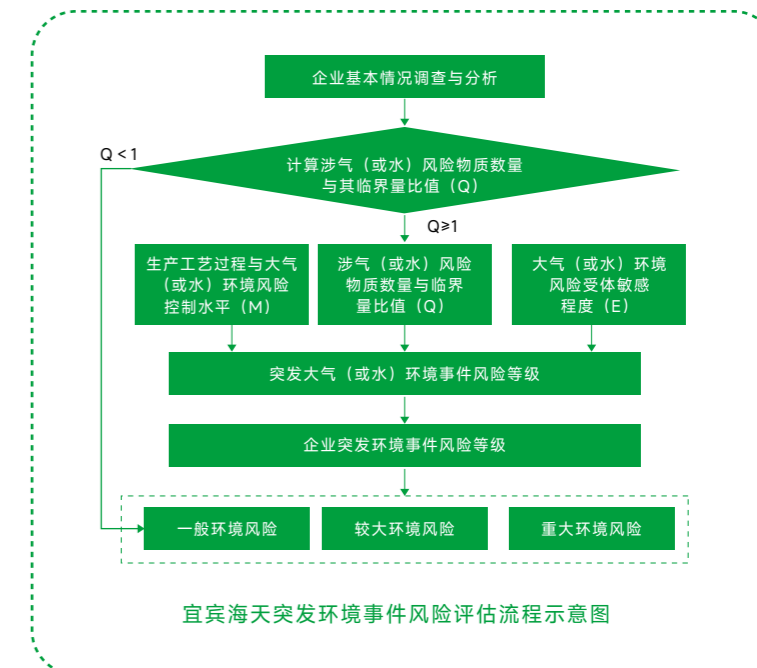 企业基本情况调查与分析
Q < 1
计算涉气（或水）风险物质数量
与其临界量比值（Q）
Q≥1
生产工艺过程与大气
（或水）环境风险
控制水平（M）
涉气（或水）风险
物质数量与临界
量比值（Q）
大气（或水）环境
风险受体敏感
程度（E）
突发大气（或水）环境事件风险等级
企业突发环境事件风险等级
一般环境风险
较大环境风险
重大环境风险
宜宾海天突发环境事件风险评估流程示意图